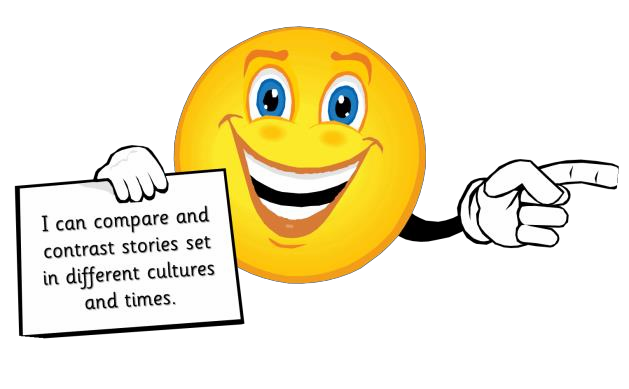 I can compare and
contrast stories set
in different cultures
and times.